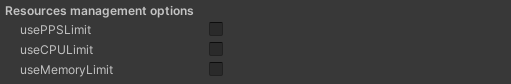 Resources management options
usePPSLimit
useCPULimit
useMemoryLimit